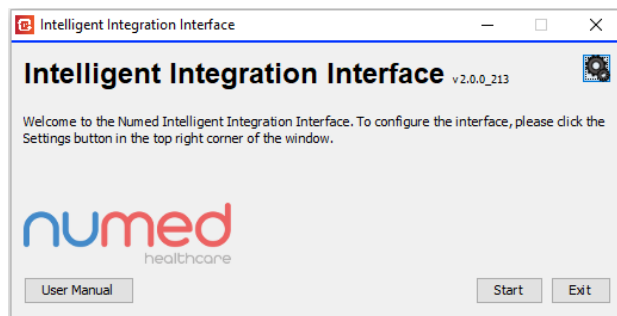 Intelligent Integration Interface
Intelligent Integration Interface v2.0.0_213
Welcome to the Numed Intelligent Integration Interface. To configure the interface, please click the
Settings button in the top right corner of the window.
numed
healthcare
User Manual Start Exit